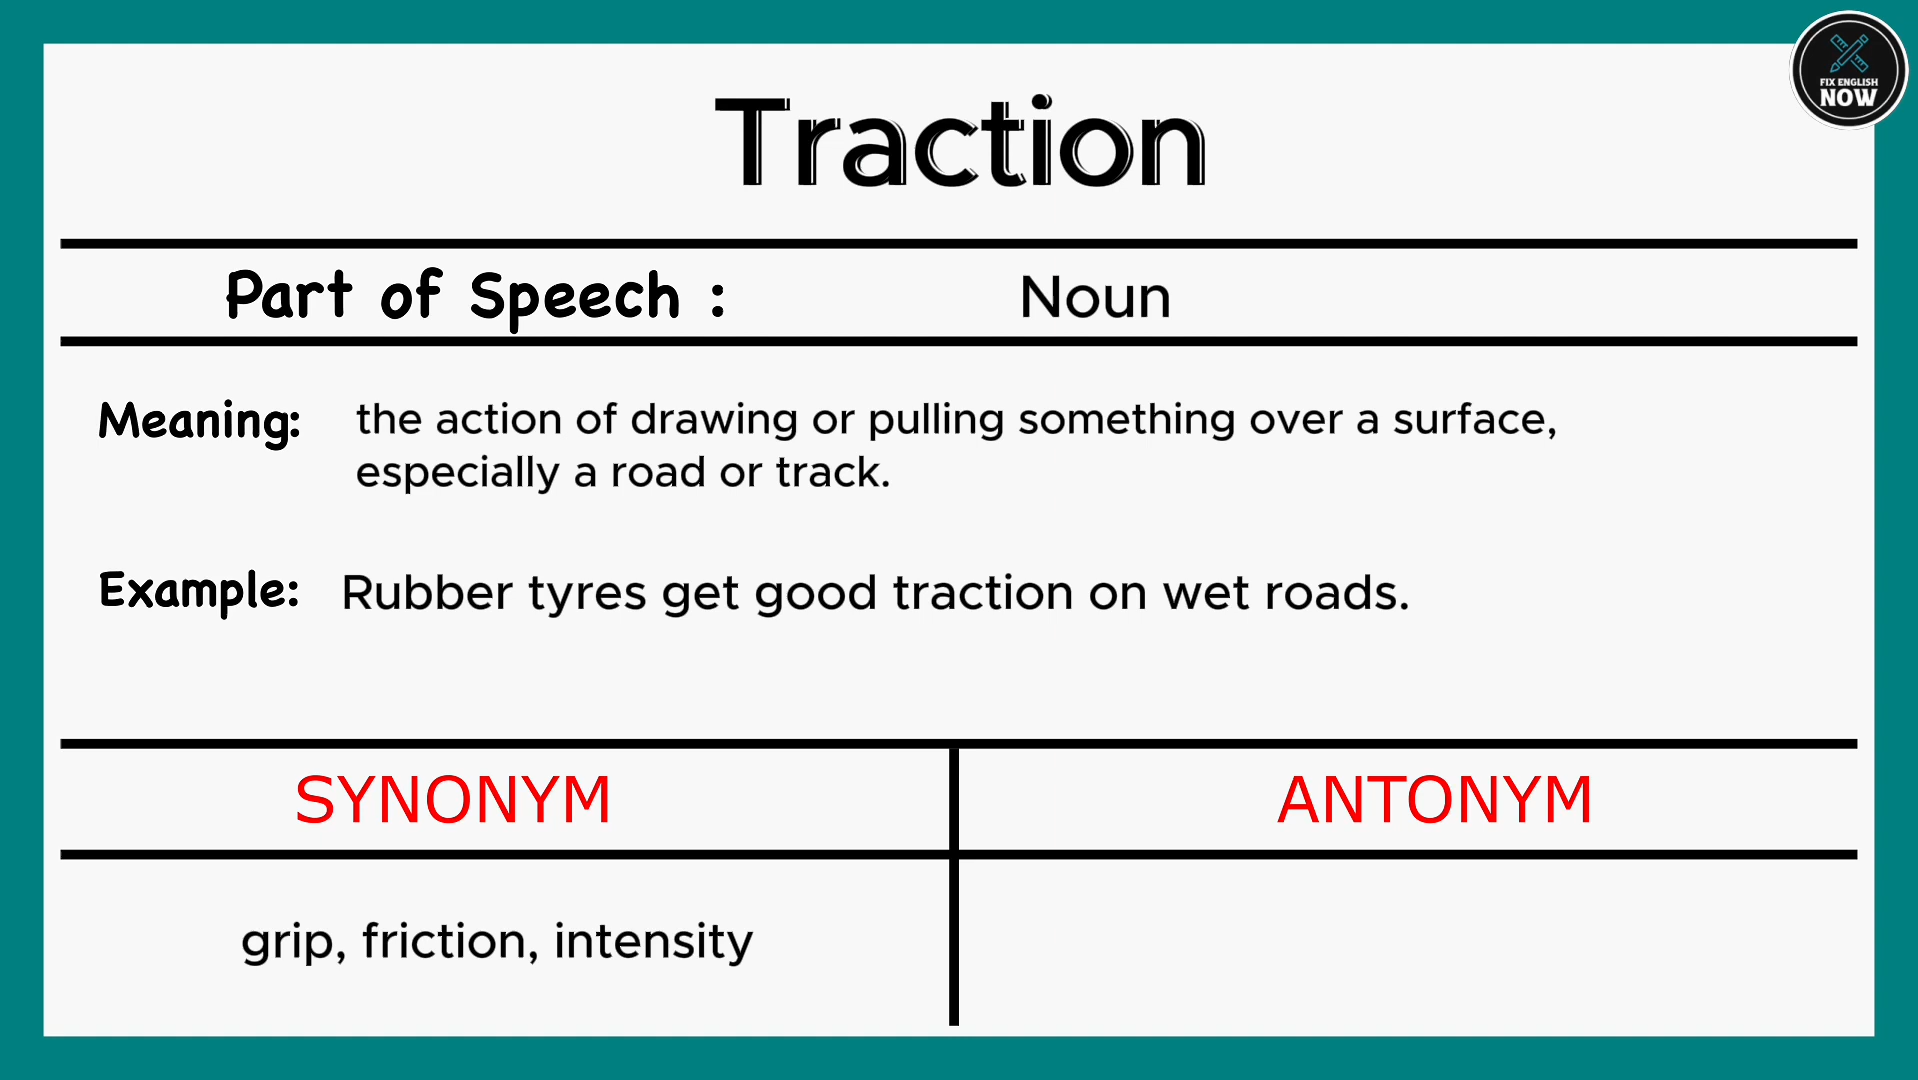 FIX ENGLISH
NOW
Traction
Part of Speech : Noun
Meaning: the action of drawing or pulling something over a surface,
especially a road or track.
Example: Rubber tyres get good traction on wet roads.
SYNONYM ANTONYM
grip, friction, intensity